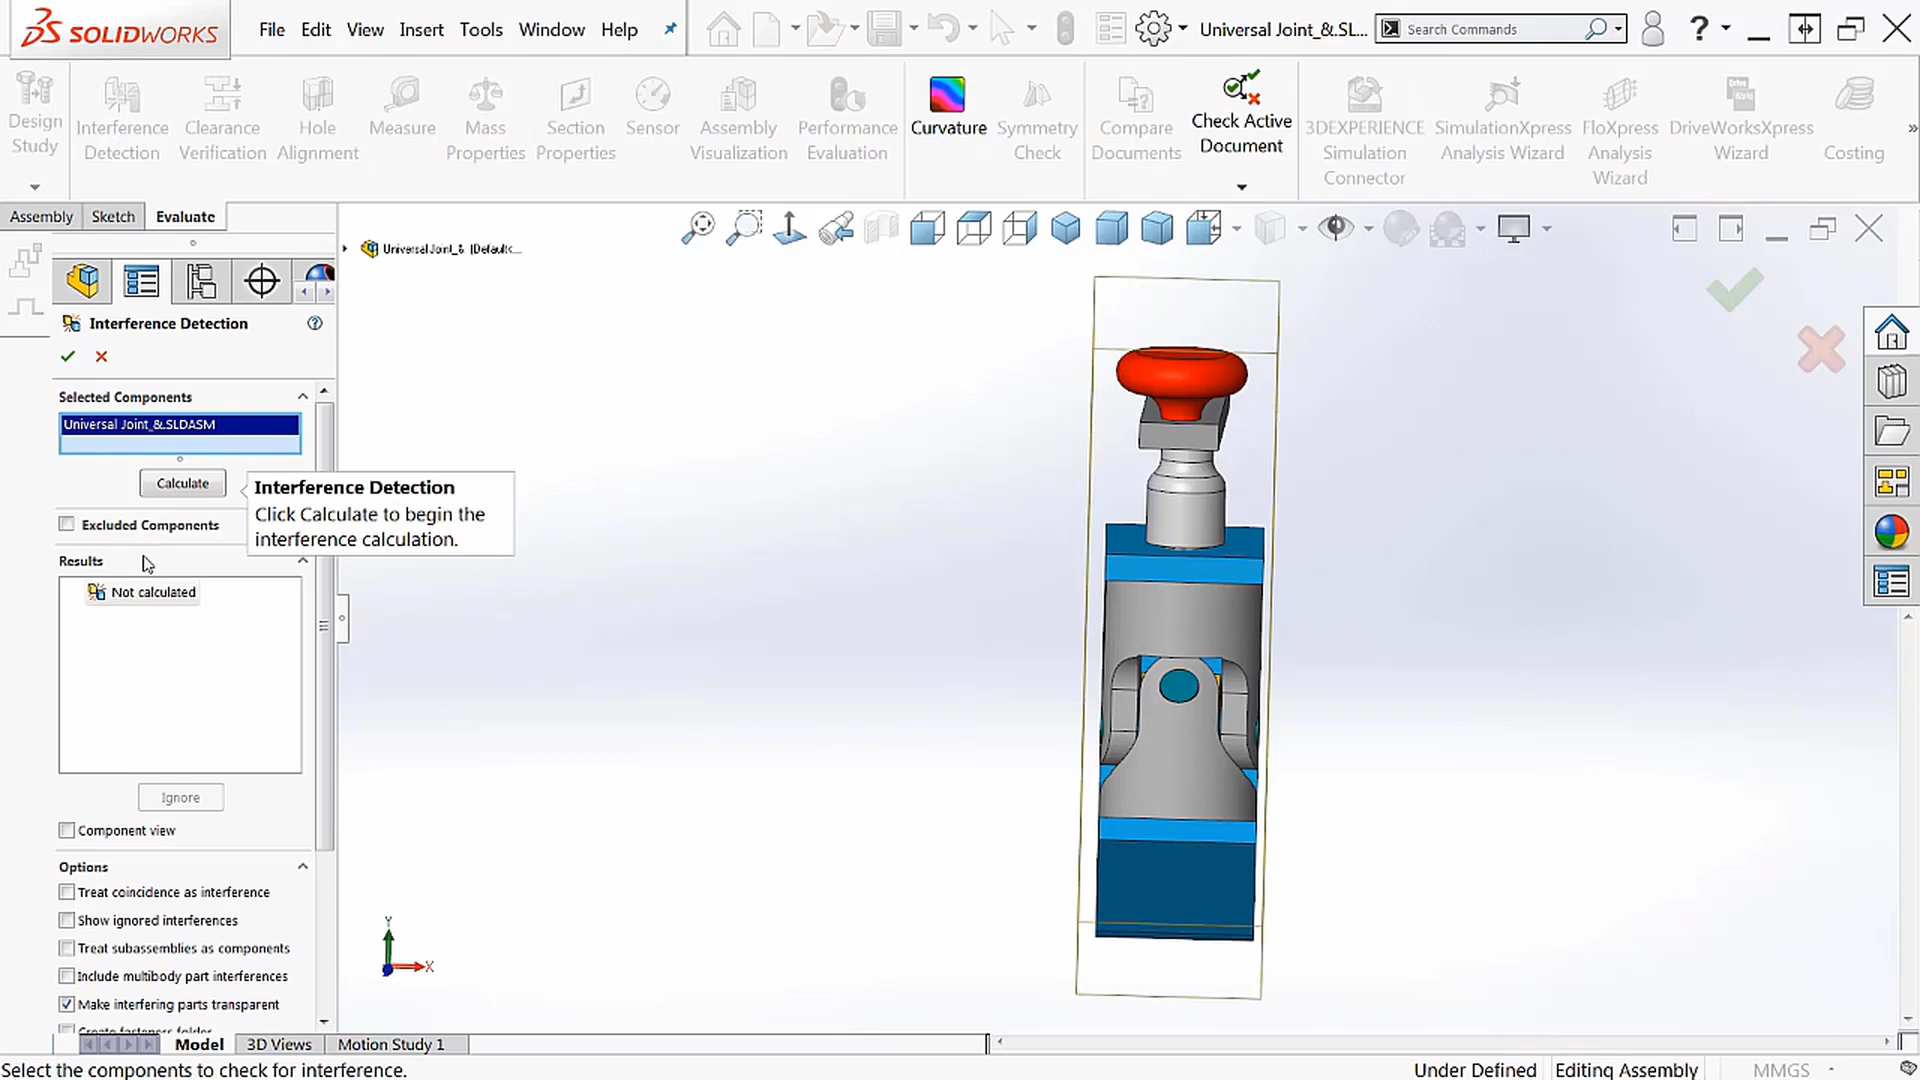 SOLIDWORKS
File Edit View Insert Tools Window Help
Universal Joint_&.SL...
Search Commands
?
Design Study
Interference Detection
Clearance Verification
Hole Alignment
Measure
Mass Properties
Section Properties
Sensor
Assembly Visualization
Performance Evaluation
Curvature
Symmetry Check
Compare Documents
Check Active Document
3DEXPERIENCE Simulation Connector
SimulationXpress Analysis Wizard
FloXpress Analysis Wizard
DriveWorksXpress Wizard
Costing
»
Assembly Sketch Evaluate
Universal Joint_& (Default<...
Interference Detection
Selected Components
Universal Joint_&.SLDASM
Calculate
Interference Detection
Click Calculate to begin the
interference calculation.
Excluded Components
Results
Not calculated
Ignore
Component view
Options
Treat coincidence as interference
Show ignored interferences
Treat subassemblies as components
Include multibody part interferences
Make interfering parts transparent
Create fasteners folder
Y
X
Model 3D Views Motion Study 1
Select the components to check for interference.
Under Defined Editing Assembly MMGS